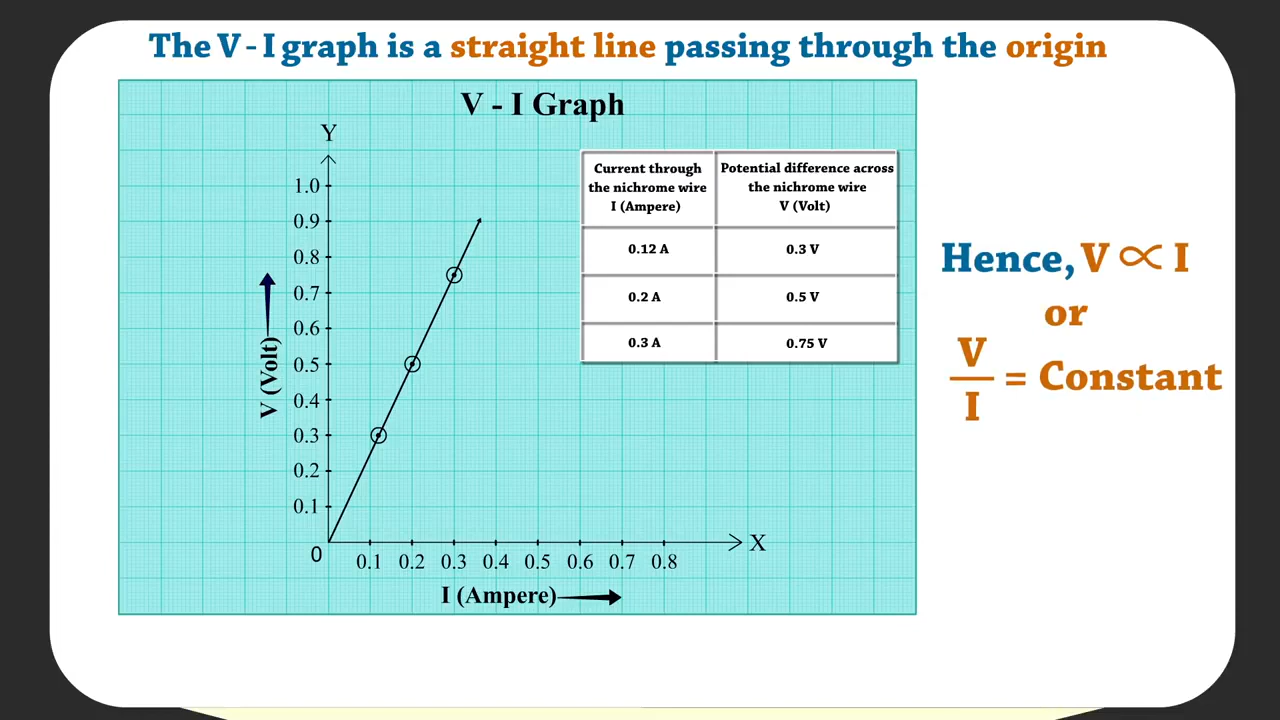 The V - I graph is a straight line passing through the origin
V - I Graph
Y
1.0
0.9
0.8
0.7
0.6
0.5
0.4
0.3
0.2
0.1
0
V (Volt)
0.1 0.2 0.3 0.4 0.5 0.6 0.7 0.8
X
I (Ampere)
Current through
the nichrome wire
I (Ampere)
Potential difference across
the nichrome wire
V (Volt)
0.12 A 0.3 V
0.2 A 0.5 V
0.3 A 0.75 V
Hence, V ∝ I
or
V
I
= Constant